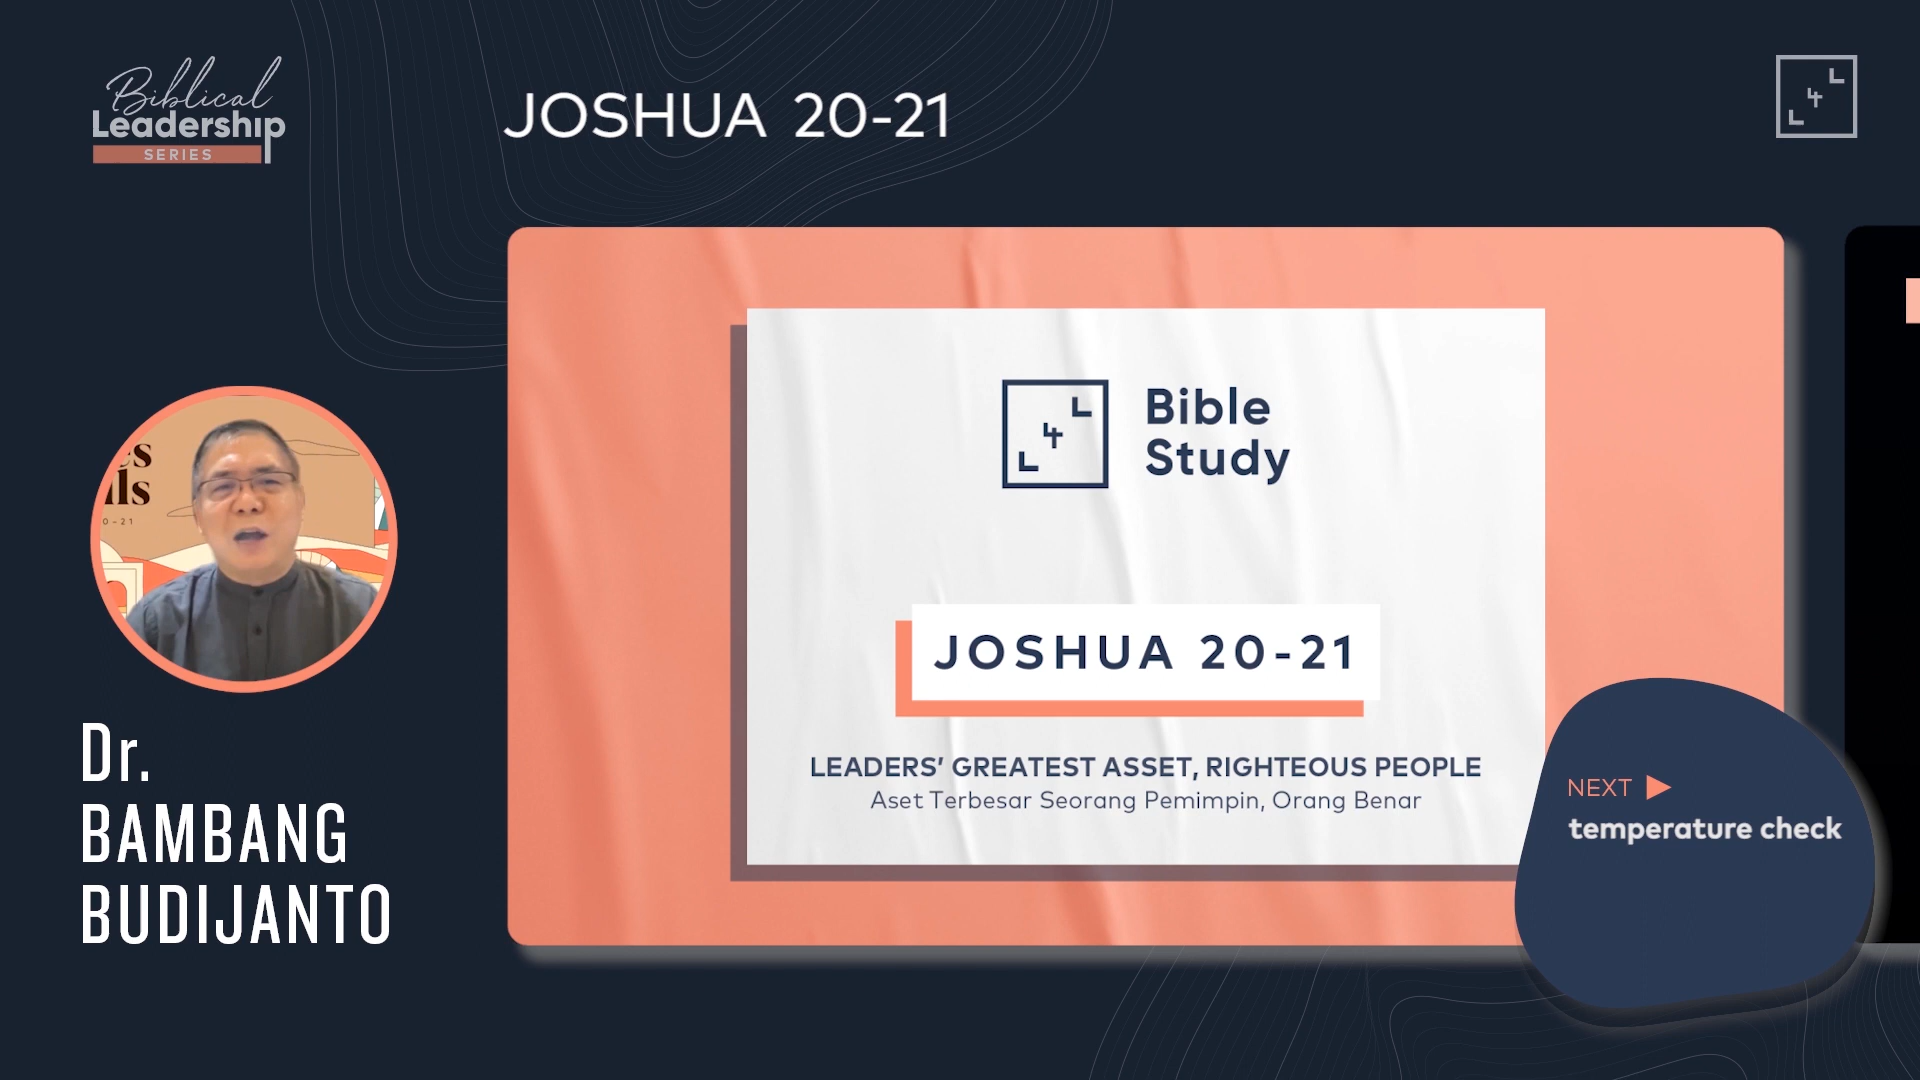 Biblical
Leadership
SERIES
JOSHUA 20-21
Bible
Study
JOSHUA 20-21
LEADERS’ GREATEST ASSET, RIGHTEOUS PEOPLE
Aset Terbesar Seorang Pemimpin, Orang Benar
NEXT
temperature check
Dr.
BAMBANG
BUDIJANTO